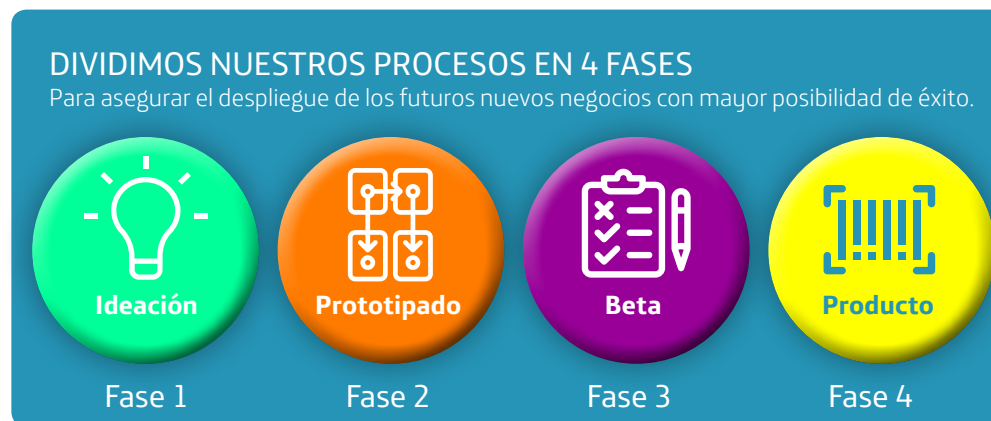 DIVIDIMOS NUESTROS PROCESOS EN 4 FASES
Para asegurar el despliegue de los futuros nuevos negocios con mayor posibilidad de éxito.
Ideación
Prototipado
Beta
Producto
Fase 1
Fase 2
Fase 3
Fase 4